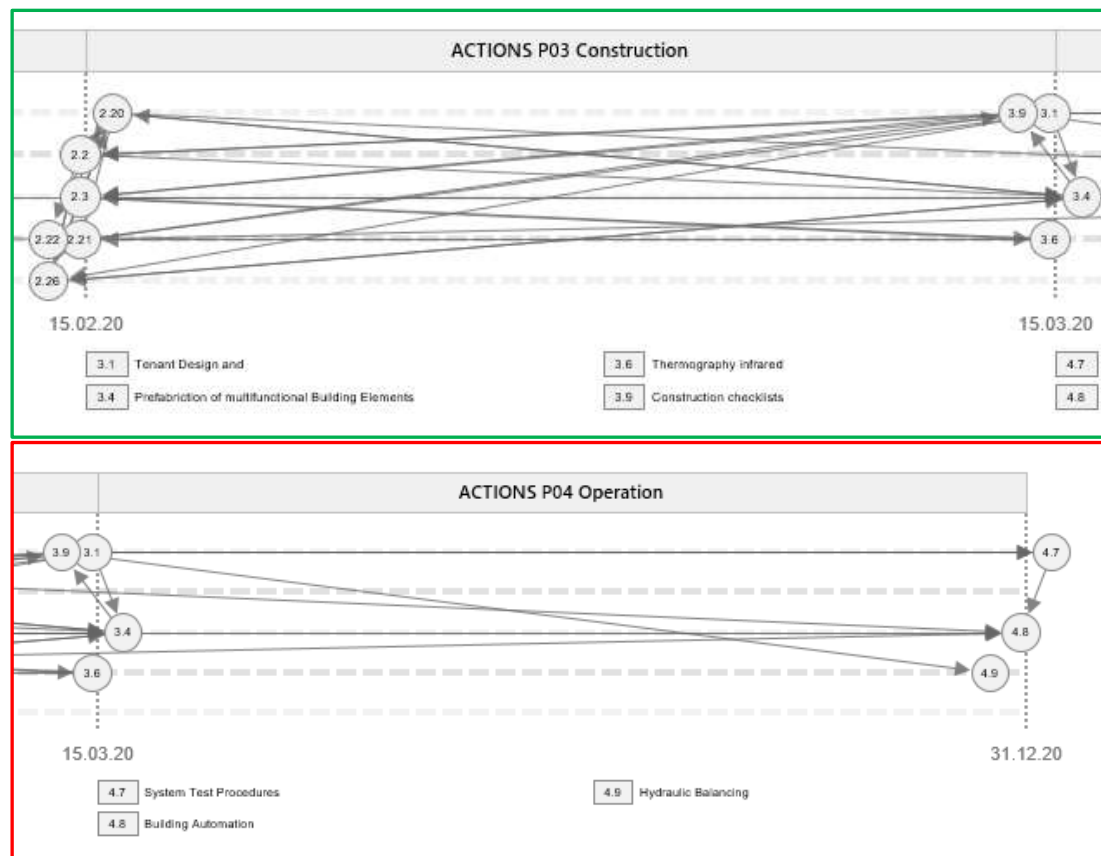 ACTIONS P03 Construction
2.20
3.9
3.1
2.2
2.3
3.4
2.22
2.21
3.6
2.26
15.02.20
15.03.20
3.1 Tenant Design and
3.6 Thermography infrared
4.7
3.4 Prefabriction of multifunctional Building Elements
3.9 Construction checklists
4.8
ACTIONS P04 Operation
3.9
3.1
4.7
3.4
4.8
3.6
4.9
15.03.20
31.12.20
4.7 System Test Procedures
4.9 Hydraulic Balancing
4.8 Building Automation